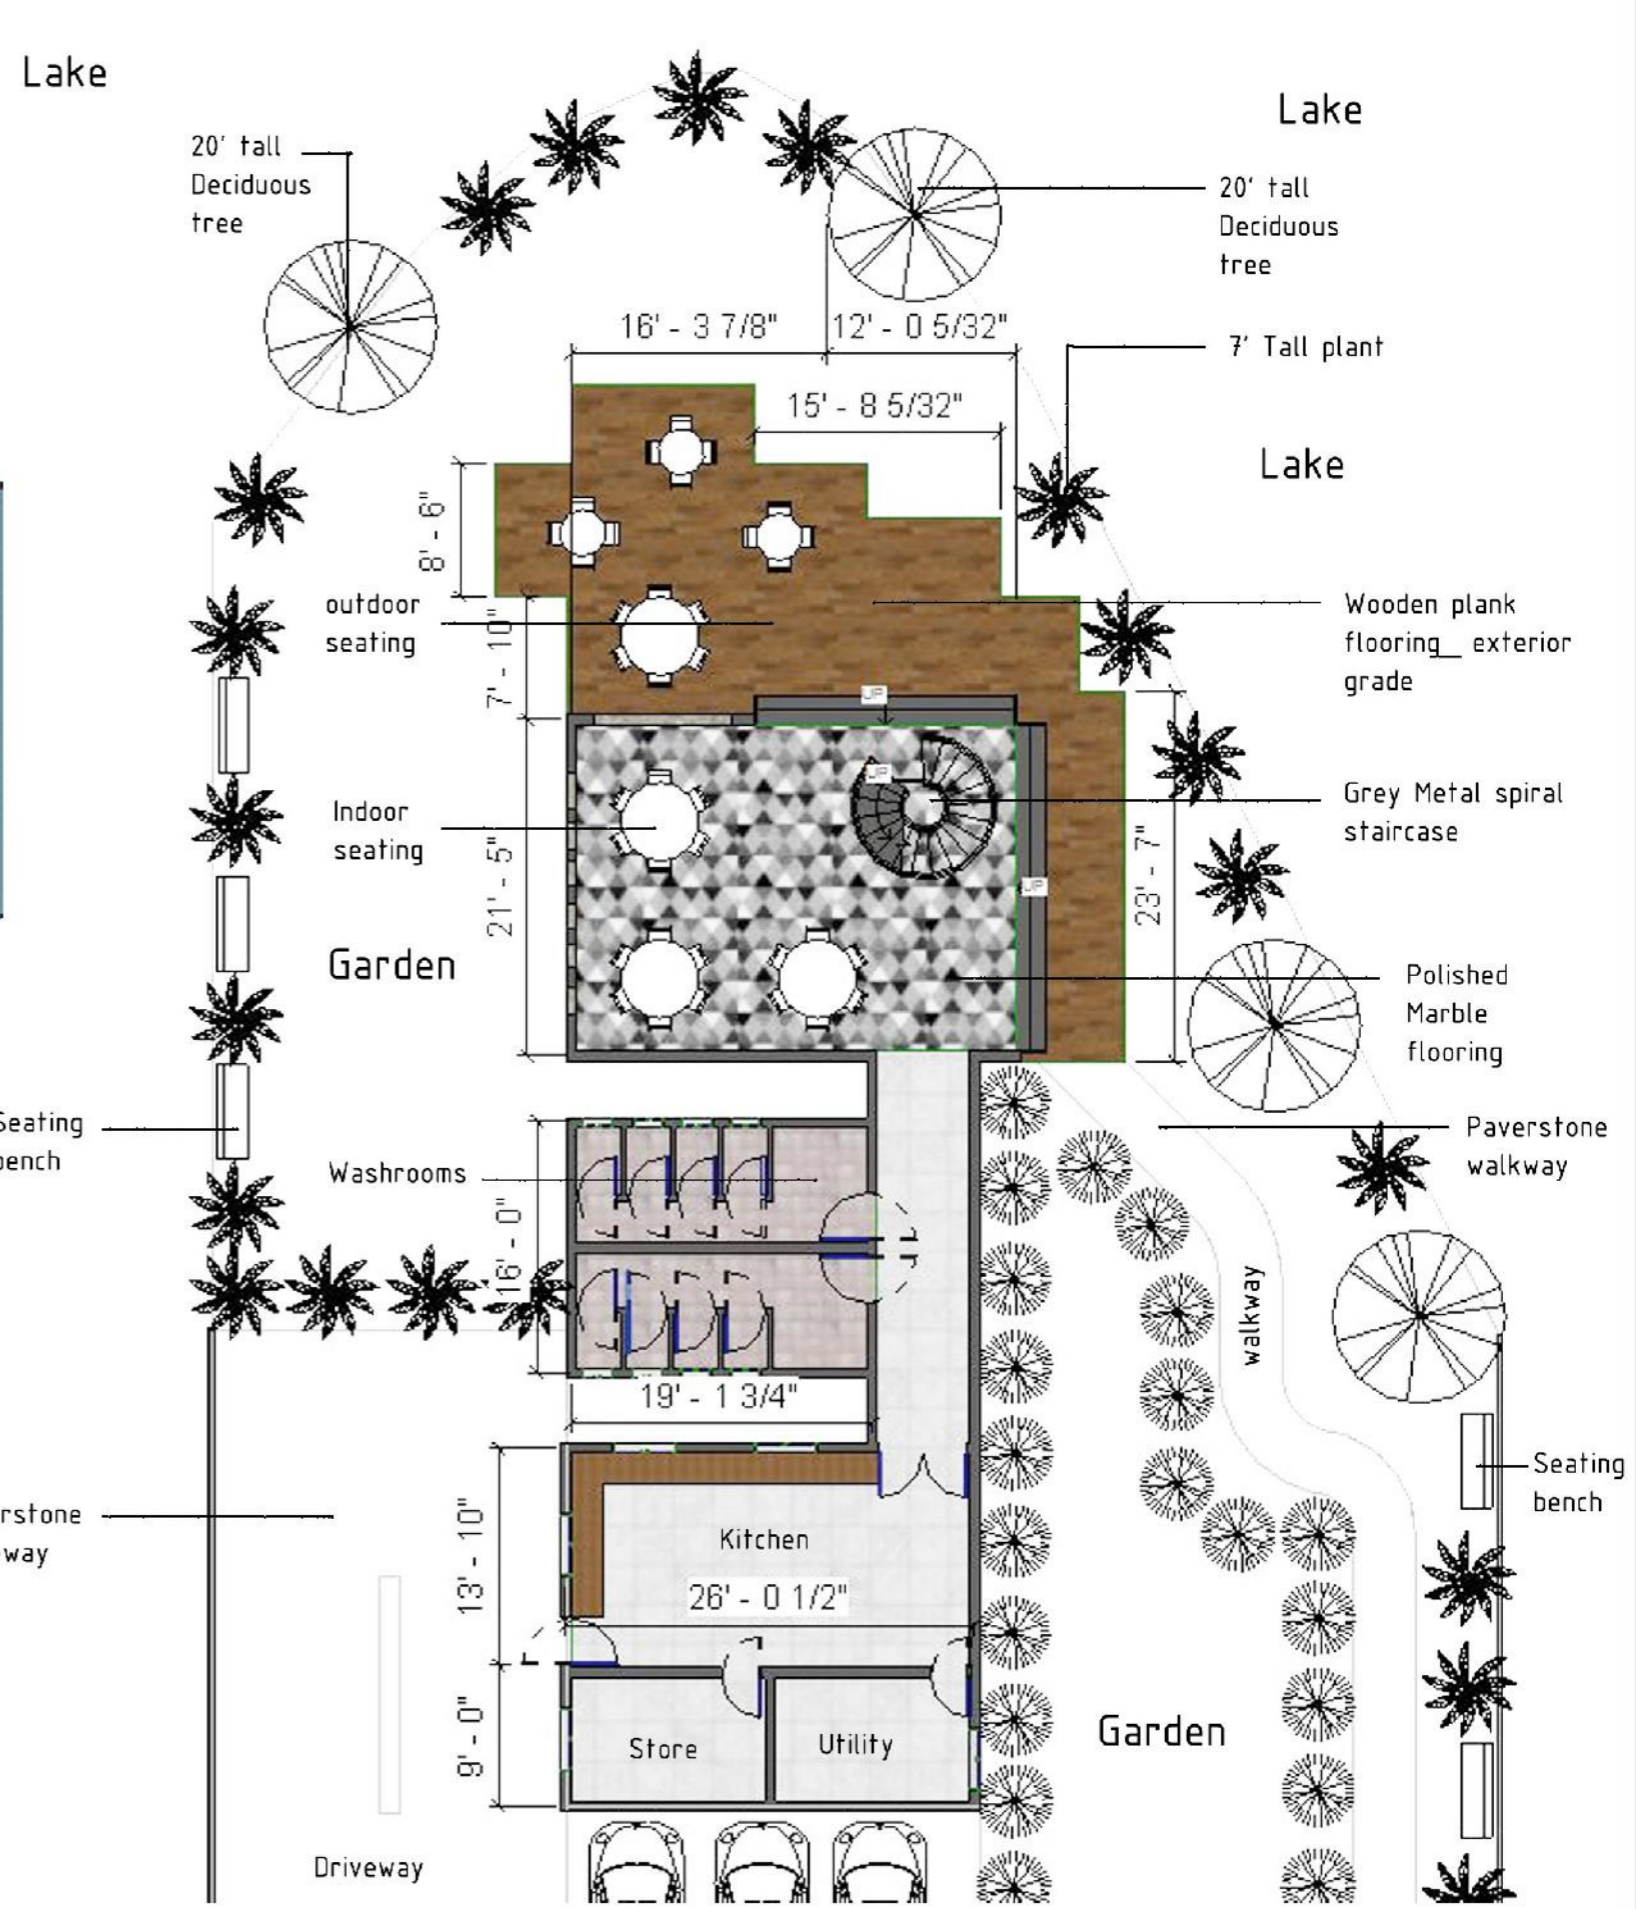 Lake
Lake
20' tall
Deciduous
tree
20' tall
Deciduous
tree
16' - 3 7/8"
12' - 0 5/32"
7' Tall plant
15' - 8 5/32"
Lake
8' - 6"
outdoor
seating
7' - 10"
Wooden plank
flooring_ exterior
grade
UP
UP
Indoor
seating
21' - 5"
Grey Metal spiral
staircase
23' - 7"
UP
Garden
Polished
Marble
flooring
Seating
bench
Paverstone
walkway
Washrooms
16' - 0"
walkway
19' - 1 3/4"
Seating
bench
rstone
way
13' - 10"
Kitchen
26' - 0 1/2"
9' - 0"
Store
Utility
Garden
Driveway